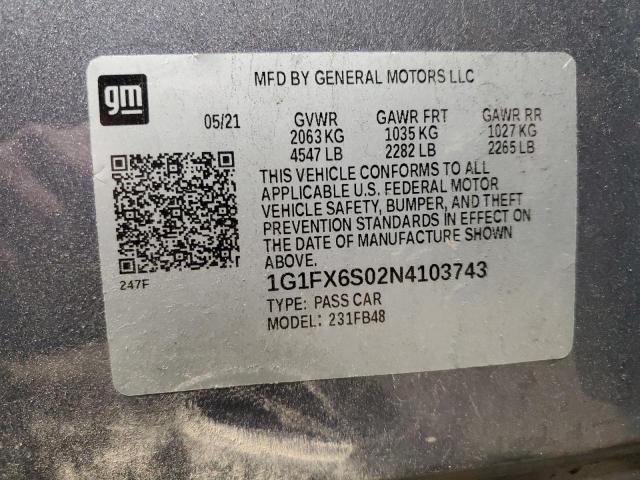 gm
MFD BY GENERAL MOTORS LLC
05/21 GVWR GAWR FRT GAWR RR
2063 KG 1035 KG 1027 KG
4547 LB 2282 LB 2265 LB
THIS VEHICLE CONFORMS TO ALL
APPLICABLE U.S. FEDERAL MOTOR
VEHICLE SAFETY, BUMPER, AND THEFT
PREVENTION STANDARDS IN EFFECT ON
THE DATE OF MANUFACTURE SHOWN
ABOVE.
247F
1G1FX6S02N4103743
TYPE: PASS CAR
MODEL: 231FB48